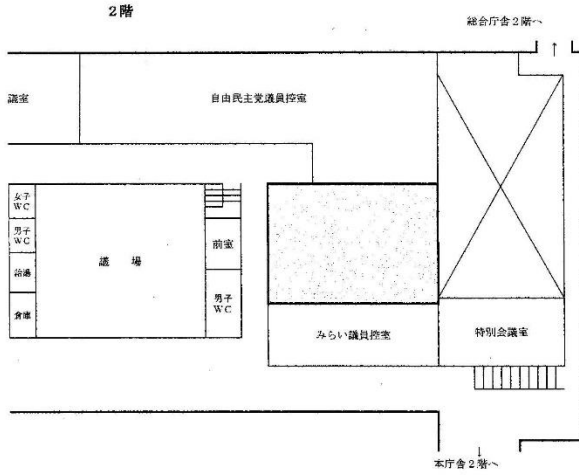 2階
総合庁舎2階へ
↑
議室
自由民主党議員控室
女子
WC
男子
WC
給湯
倉庫
議 場
前室
男子
WC
みらい議員控室
特別会議室
↓
本庁舎2階へ